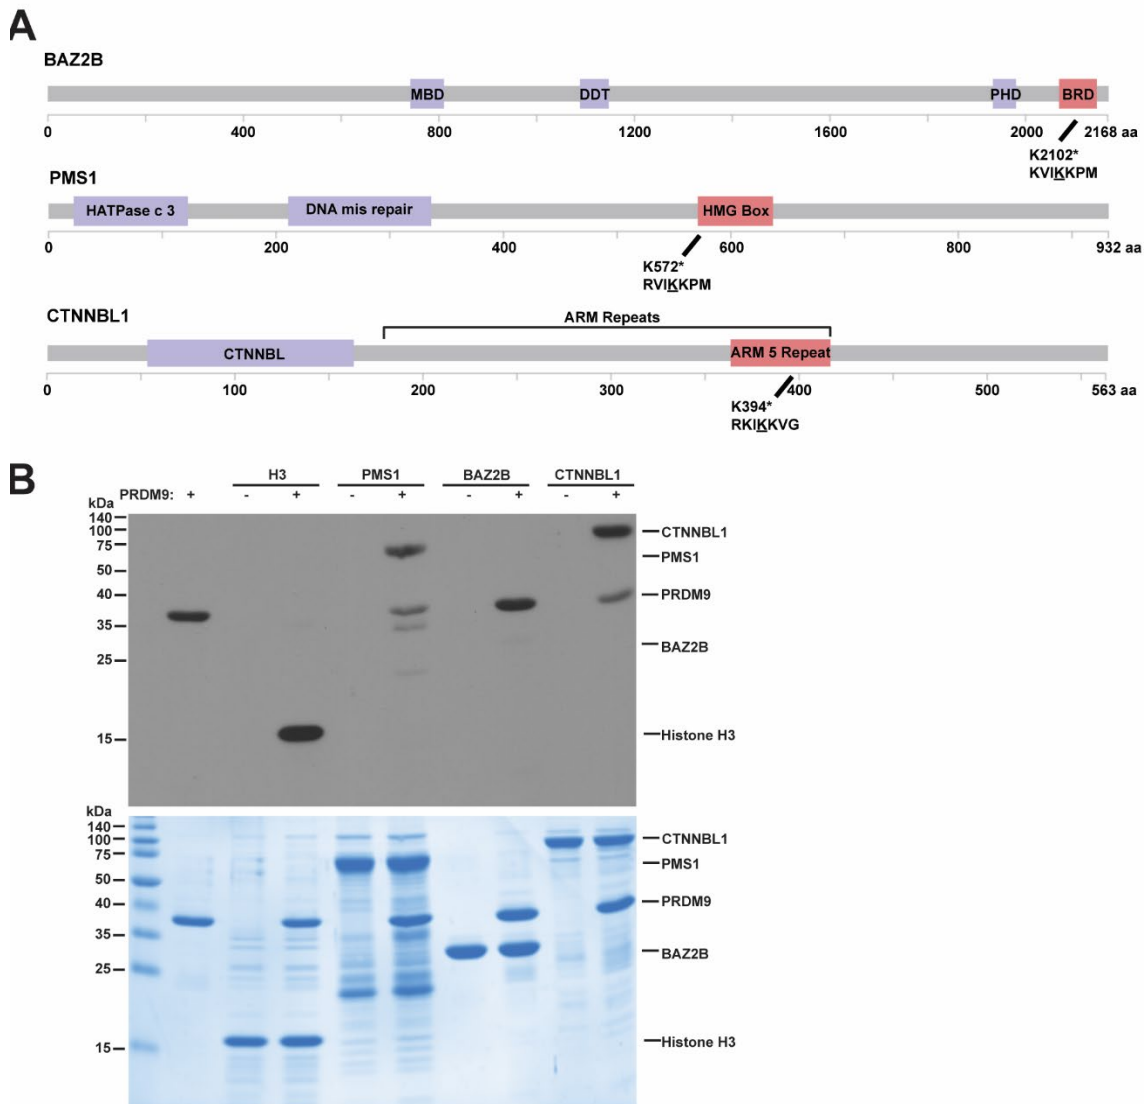 A
BAZ2B
MBD DDT PHD BRD
0 400 800 1200 1600 2000 2168 aa
K2102*
KVIKKPM
PMS1
HATPase c 3 DNA mis repair HMG Box
0 200 400 600 800 932 aa
K572*
RVIKKPM
CTNNBL1
ARM Repeats
CTNNBL ARM 5 Repeat
0 100 200 300 400 500 563 aa
K394*
RKIKKVG
B
H3 PMS1 BAZ2B CTNNBL1
PRDM9: + - + - + - + - +
kDa
140
100
75
50
40
35
25
15
CTNNBL1
PMS1
PRDM9
BAZ2B
Histone H3
kDa
140
100
75
50
40
35
25
15
CTNNBL1
PMS1
PRDM9
BAZ2B
Histone H3